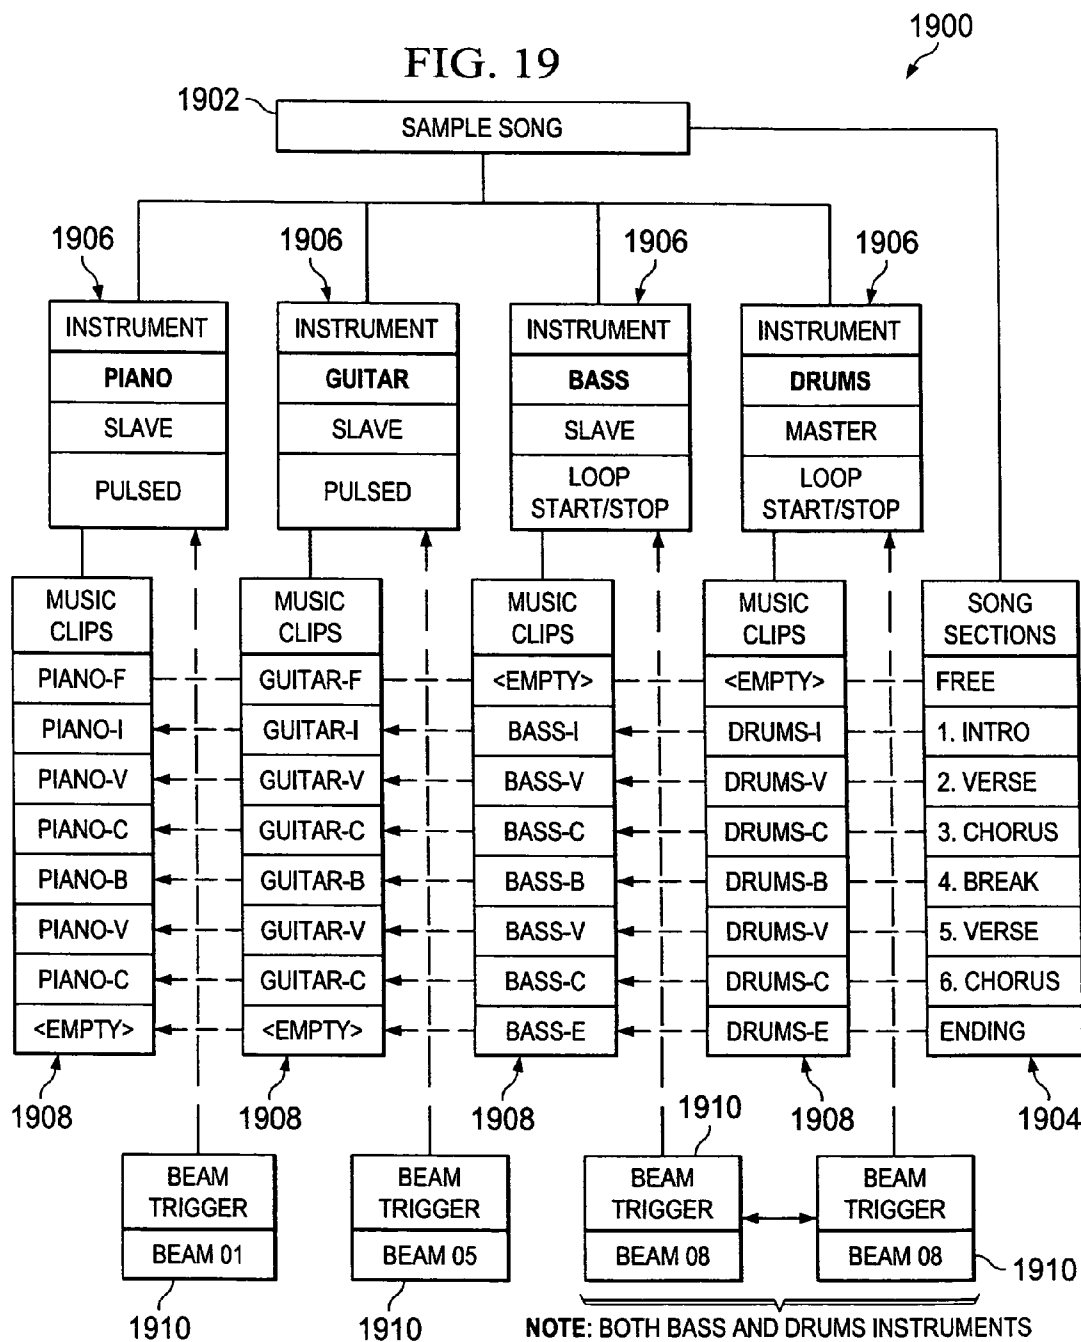 1900
FIG. 19
1902
SAMPLE SONG
1906
1906
1906
1906
INSTRUMENT
PIANO
SLAVE
PULSED
INSTRUMENT
GUITAR
SLAVE
PULSED
INSTRUMENT
BASS
SLAVE
LOOP
START/STOP
INSTRUMENT
DRUMS
MASTER
LOOP
START/STOP
MUSIC
CLIPS
PIANO-F
PIANO-I
PIANO-V
PIANO-C
PIANO-B
PIANO-V
PIANO-C
<EMPTY>
MUSIC
CLIPS
GUITAR-F
GUITAR-I
GUITAR-V
GUITAR-C
GUITAR-B
GUITAR-V
GUITAR-C
<EMPTY>
MUSIC
CLIPS
<EMPTY>
BASS-I
BASS-V
BASS-C
BASS-B
BASS-V
BASS-C
BASS-E
MUSIC
CLIPS
<EMPTY>
DRUMS-I
DRUMS-V
DRUMS-C
DRUMS-B
DRUMS-V
DRUMS-C
DRUMS-E
SONG
SECTIONS
FREE
1. INTRO
2. VERSE
3. CHORUS
4. BREAK
5. VERSE
6. CHORUS
ENDING
1908
1908
1908
1908
1904
1910
BEAM
TRIGGER
BEAM 01
BEAM
TRIGGER
BEAM 05
BEAM
TRIGGER
BEAM 08
BEAM
TRIGGER
BEAM 08
1910
1910
1910
NOTE: BOTH BASS AND DRUMS INSTRUMENTS